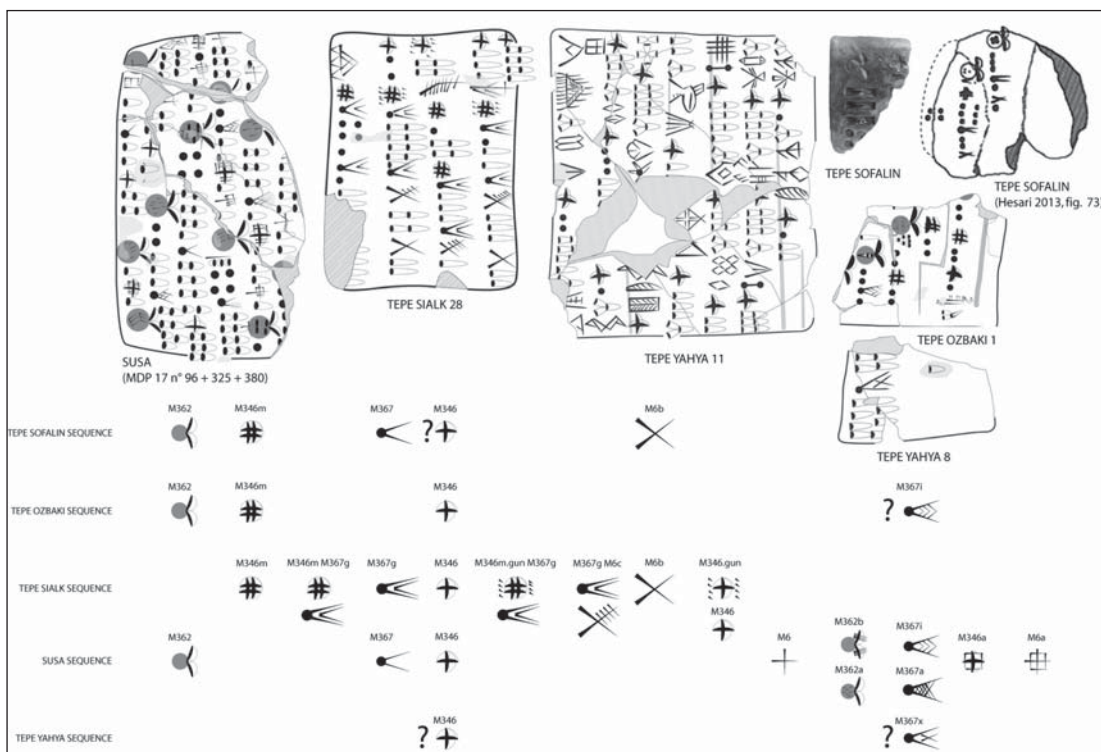 TEPE SOFALIN
TEPE SOFALIN
(Hesari 2013, fig. 73)
TEPE SIALK 28
TEPE OZBAKI 1
SUSA
(MDP 17 n° 96 + 325 + 380)
TEPE YAHYA 11
TEPE YAHYA 8
M362 M346m M367 M346 M6b
TEPE SOFALIN SEQUENCE ?
M362 M346m M346 M367i
TEPE OZBAKI SEQUENCE ?
M346m M346m M367g M367g M346 M346m.gun M367g M367g M6c M6b M346.gun
TEPE SIALK SEQUENCE
M346
M362 M367 M346 M6 M362b M367i M346a M6a
SUSA SEQUENCE
M362a M367a
M346 M367x
TEPE YAHYA SEQUENCE ? ?